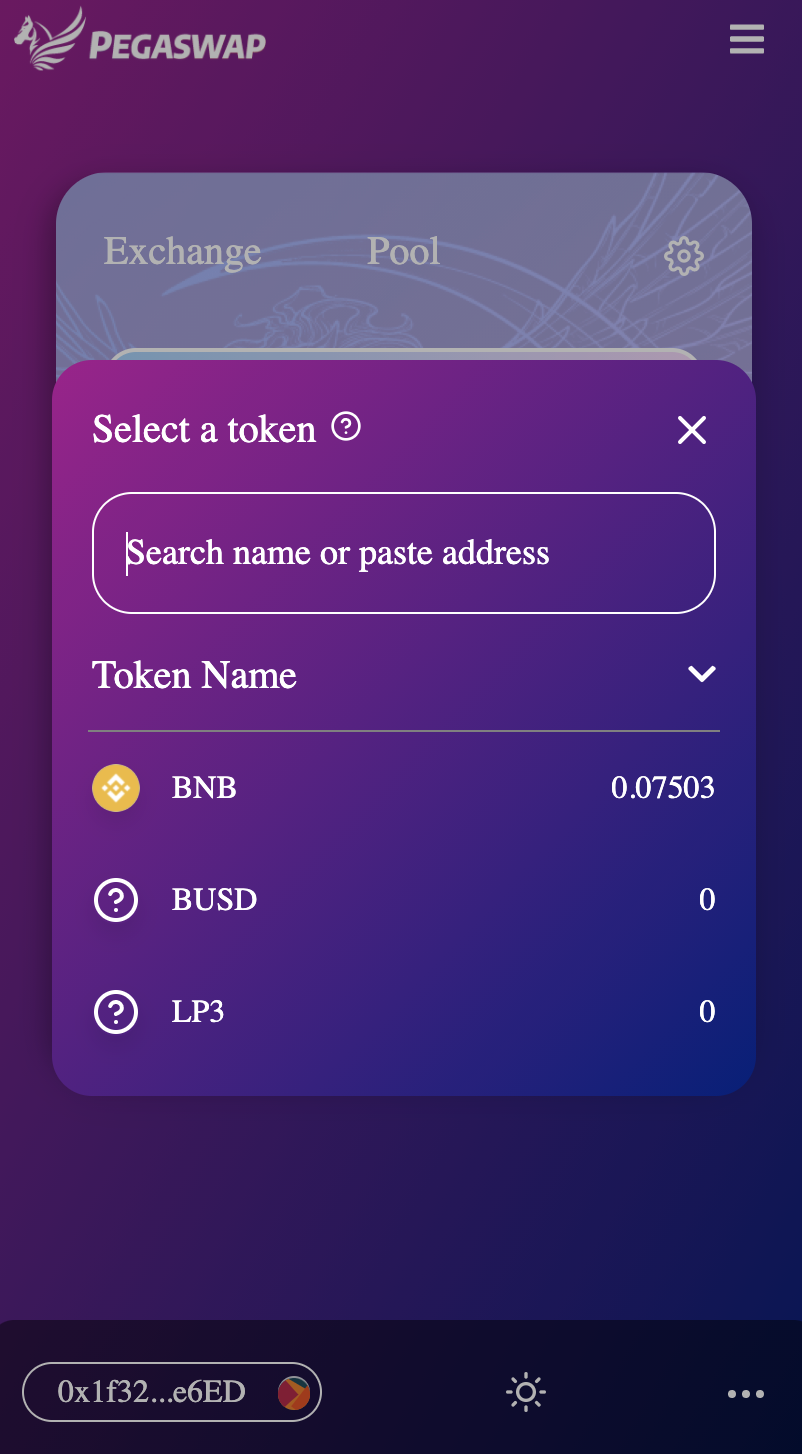 PEGASWAP
Exchange Pool
Select a token ?
Search name or paste address
Token Name
BNB 0.07503
? BUSD 0
? LP3 0
0x1f32...e6ED